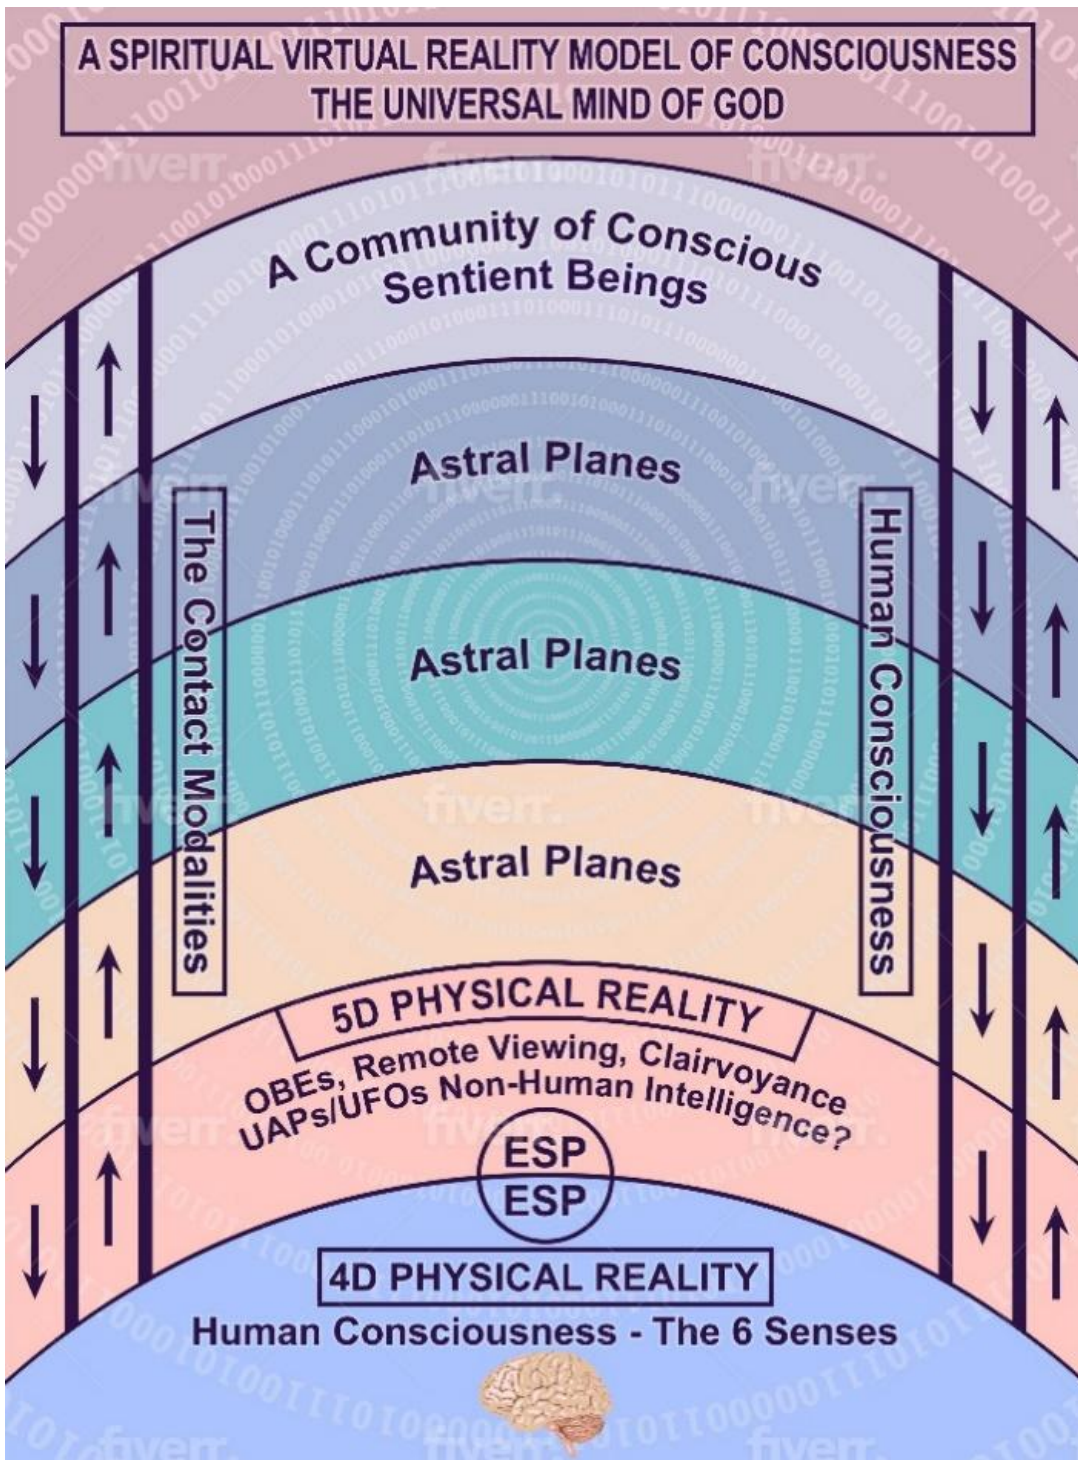 A SPIRITUAL VIRTUAL REALITY MODEL OF CONSCIOUSNESS
THE UNIVERSAL MIND OF GOD
A Community of Conscious
Sentient Beings
Astral Planes
The Contact Modalities
Human Consciousness
Astral Planes
Astral Planes
5D PHYSICAL REALITY
OBEs, Remote Viewing, Clairvoyance
UAPs/UFOs Non-Human Intelligence?
ESP
ESP
4D PHYSICAL REALITY
Human Consciousness - The 6 Senses
fiverr.